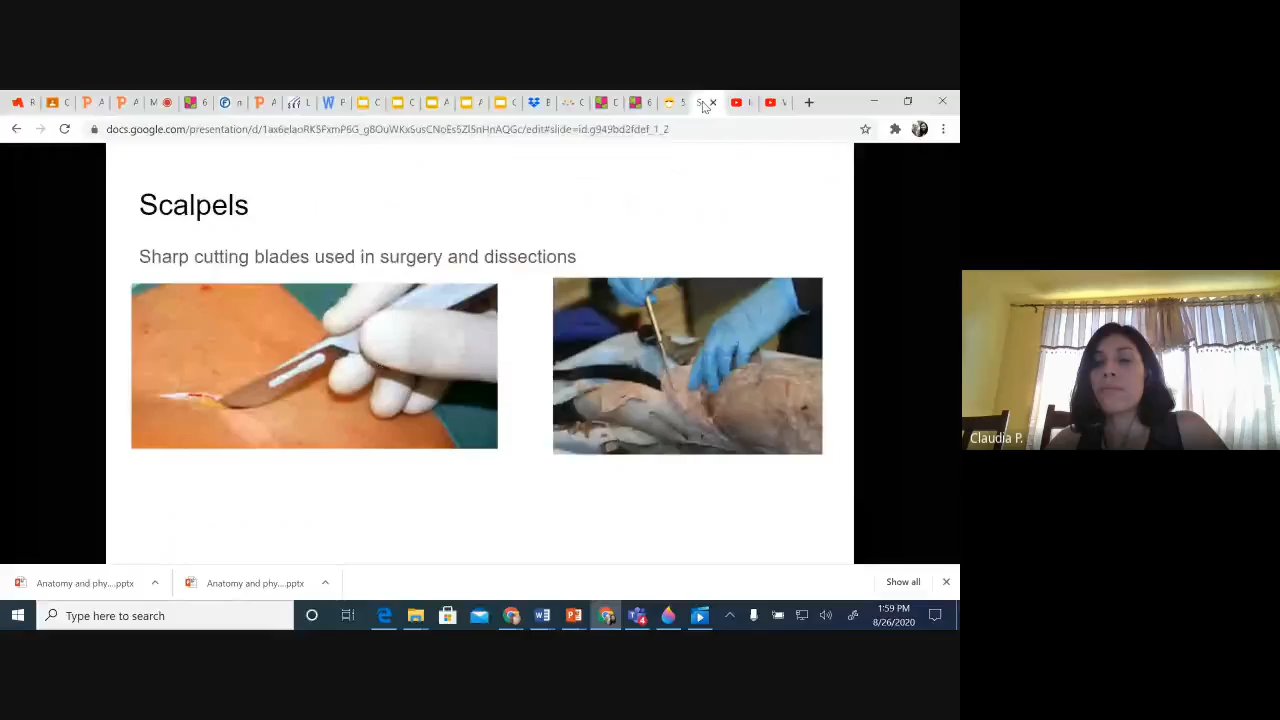 docs.google.com/presentation/d/1ax6elaoRK5FxmP6G_g8OuWKxSusCNoEs5Zl5nHnAQGc/edit#slide=id.g949bd2fdef_1_2
Scalpels
Sharp cutting blades used in surgery and dissections
Claudia P.
Anatomy and phy....pptx
Anatomy and phy....pptx
Show all
Type here to search
1:59 PM
8/26/2020